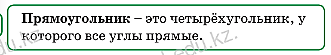 Прямоугольник – это четырёхугольник, у
которого все углы прямые.